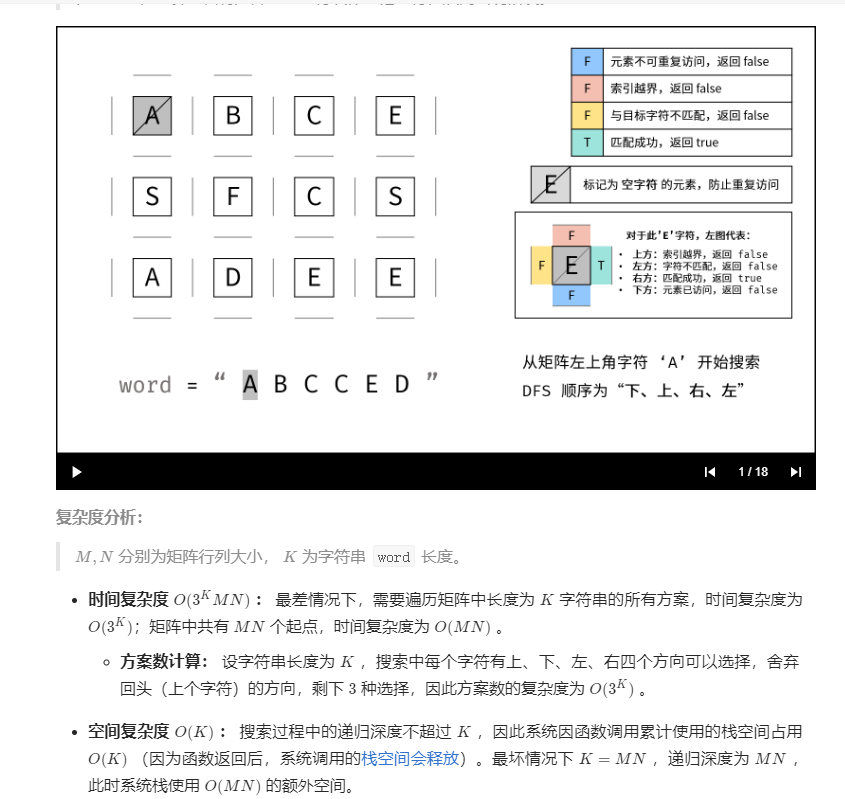 A B C E
F 元素不可重复访问，返回 false
F 索引越界，返回 false
F 与目标字符不匹配，返回 false
T 匹配成功，返回 true
E 标记为 空字符 的元素，防止重复访问
S F C S
F
F E T
F
对于此'E'字符，左图代表：
• 上方：索引越界，返回 false
• 左方：字符不匹配，返回 false
• 右方：匹配成功，返回 true
• 下方：元素已访问，返回 false
A D E E
word = “ A B C C E D ”
从矩阵左上角字符 ‘A’ 开始搜索
DFS 顺序为“下、上、右、左”
1 / 18
复杂度分析：
M, N 分别为矩阵行列大小， K 为字符串 word 长度。
• 时间复杂度 O(3^K MN) ： 最差情况下，需要遍历矩阵中长度为 K 字符串的所有方案，时间复杂度为
O(3^K)；矩阵中共有 MN 个起点，时间复杂度为 O(MN) 。
◦ 方案数计算： 设字符串长度为 K ，搜索中每个字符有上、下、左、右四个方向可以选择，舍弃
回头（上个字符）的方向，剩下 3 种选择，因此方案数的复杂度为 O(3^K) 。
• 空间复杂度 O(K) ： 搜索过程中的递归深度不超过 K ，因此系统因函数调用累计使用的栈空间占用
O(K) （因为函数返回后，系统调用的栈空间会释放）。最坏情况下 K = MN ，递归深度为 MN ，
此时系统栈使用 O(MN) 的额外空间。